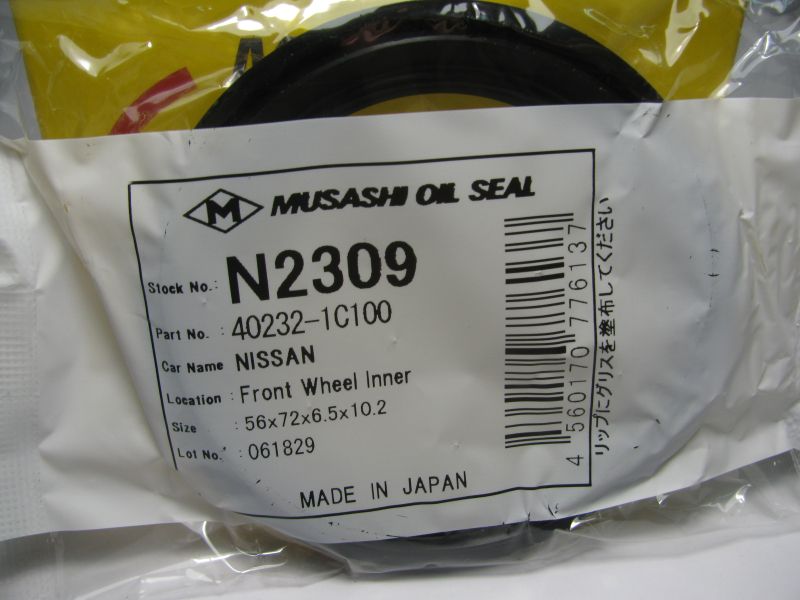 M MUSASHI OIL SEAL
Stock No.: N2309
Part No. : 40232-1C100
Car Name NISSAN
Location : Front Wheel Inner
Size : 56x72x6.5x10.2
Lot No. : 061829
MADE IN JAPAN
4 560170 776137
リップにグリスを塗布してください